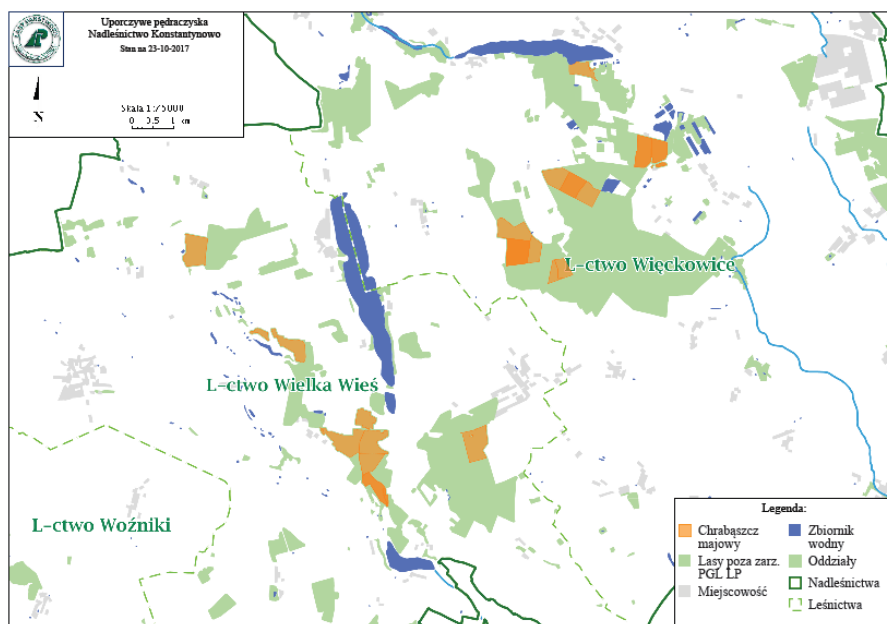 Uporczywe pędraczyska
Nadleśnictwo Konstantynowo
Stan na 23-10-2017
N
Skala 1:75000
0 0.5 1 km
L-ctwo Więckowice
L-ctwo Wielka Wieś
L-ctwo Woźniki
Legenda:
Chrabąszcz
majowy
Lasy poza zarz.
PGL LP
Miejscowość
Zbiornik
wodny
Oddziały
Nadleśnictwa
Leśnictwa